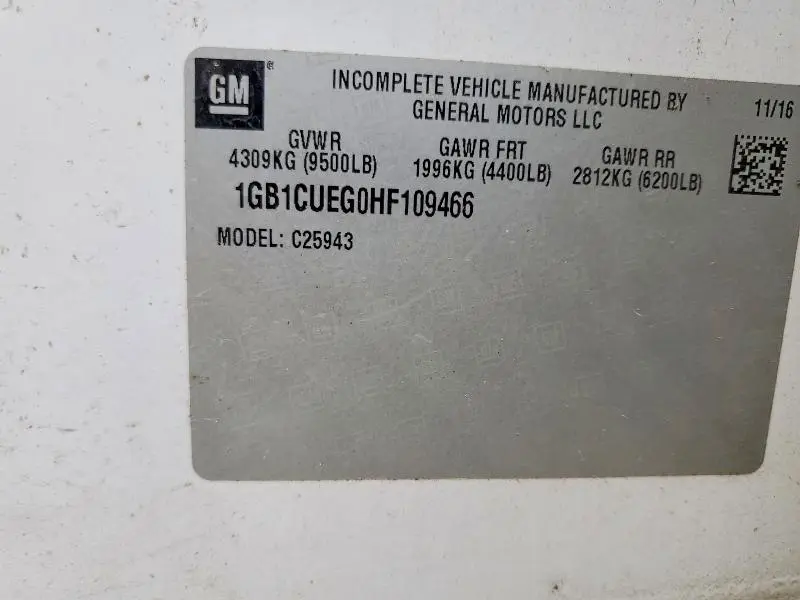 GM ®
INCOMPLETE VEHICLE MANUFACTURED BY
GENERAL MOTORS LLC
11/16
GVWR
4309KG (9500LB)
GAWR FRT
1996KG (4400LB)
GAWR RR
2812KG (6200LB)
1GB1CUEG0HF109466
MODEL: C25943